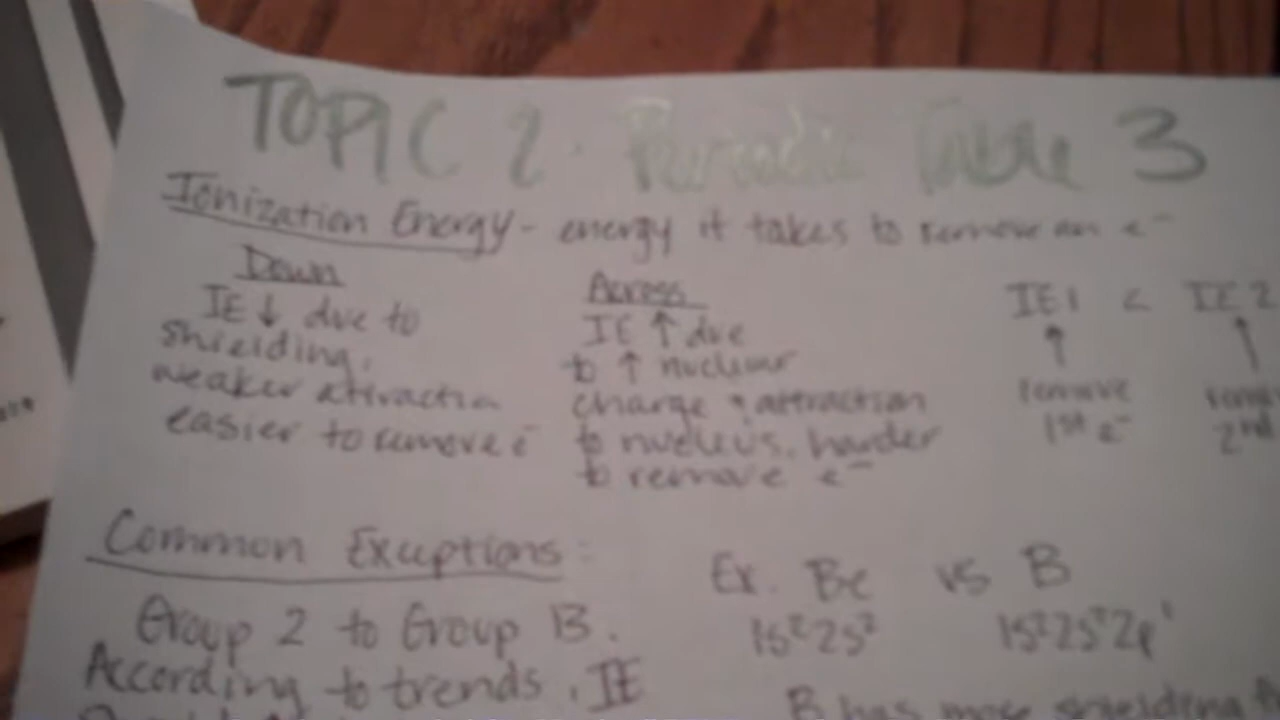 TOPIC 2. Periodic Table 3
Ionization Energy - energy it takes to remove an e⁻
Down
IE ↓ due to
shielding,
weaker attraction
easier to remove e⁻
Across
IE ↑ due
to ↑ nuclear
charge & attraction
to nucleus, harder
to remove e⁻
IE1 < IE2
↑ ↑
remove
1st e⁻ 2nd
Common Exceptions:
Group 2 to Group 13.
According to trends, IE
Ex. Be vs B
1s²2s² 1s²2s²2p¹
B has more shielding